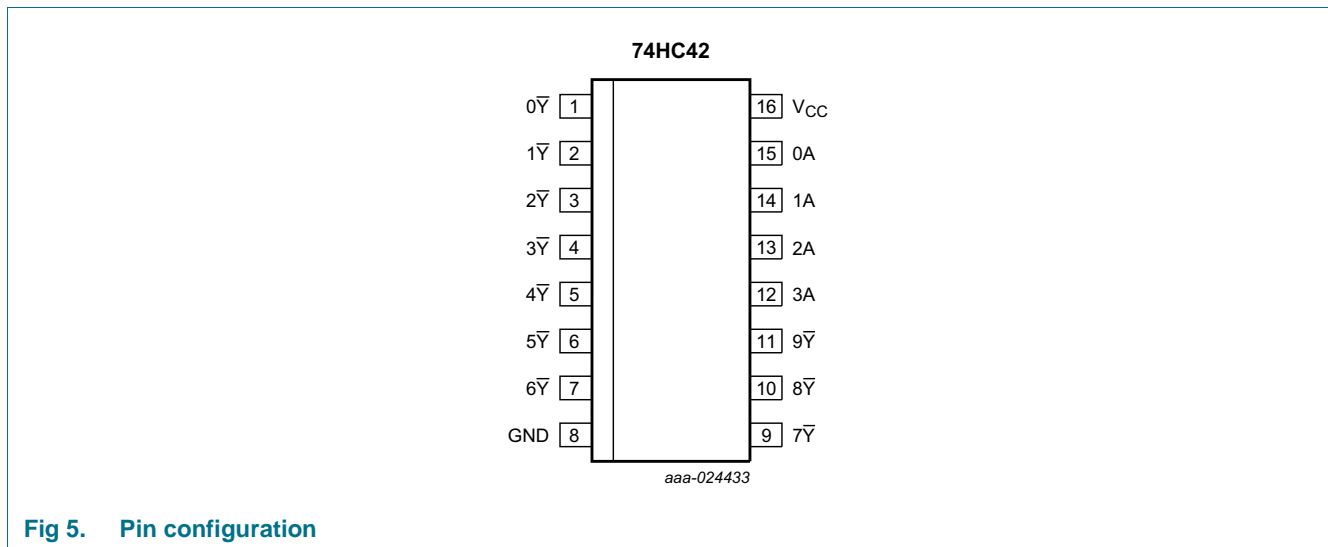 74HC42
0Y̅ 1 16 V_CC
1Y̅ 2 15 0A
2Y̅ 3 14 1A
3Y̅ 4 13 2A
4Y̅ 5 12 3A
5Y̅ 6 11 9Y̅
6Y̅ 7 10 8Y̅
GND 8 9 7Y̅
aaa-024433
Fig 5. Pin configuration